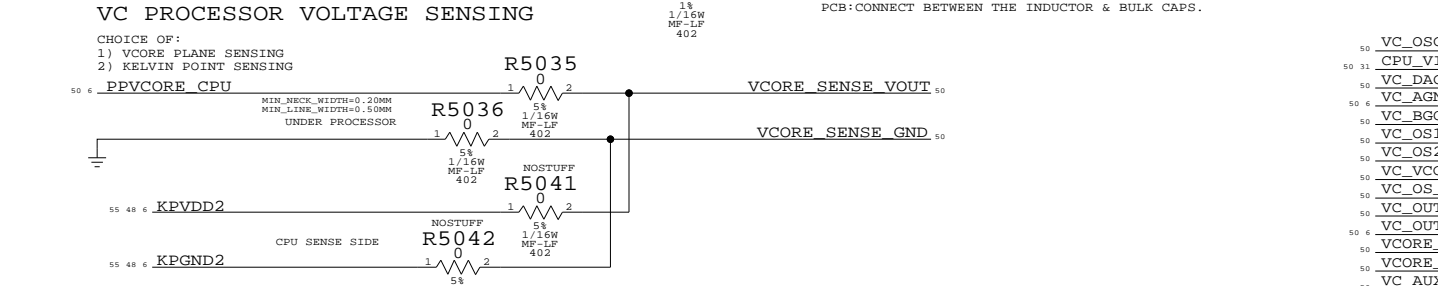 VC PROCESSOR VOLTAGE SENSING
1%
1/16W
MF-LF
402
PCB:CONNECT BETWEEN THE INDUCTOR & BULK CAPS.
CHOICE OF:
1) VCORE PLANE SENSING
2) KELVIN POINT SENSING
50 6 PPVCORE_CPU
MIN_NECK_WIDTH=0.20MM
MIN_LINE_WIDTH=0.50MM
UNDER PROCESSOR
R5035
0
1 2
5%
1/16W
MF-LF
402
VCORE_SENSE_VOUT 50
R5036
0
1 2
5%
1/16W
MF-LF
402
VCORE_SENSE_GND 50
NOSTUFF
R5041
0
1 2
5%
1/16W
MF-LF
402
55 48 6 KPVDD2
NOSTUFF
R5042
0
1 2
5%
CPU SENSE SIDE
55 48 6 KPGND2
50 VC_OSC
50 31 CPU_VI
50 VC_DAC
50 6 VC_AGN
50 VC_BGO
50 VC_OS1
50 VC_OS2
50 VC_VCC
50 VC_OS_
50 VC_OUT
50 6 VC_OUT
50 VCORE_
50 VCORE_
VC_AUX